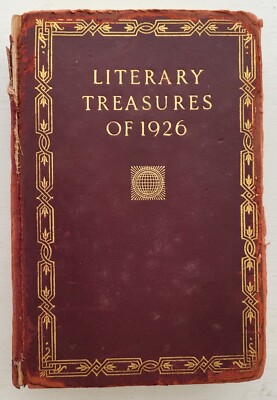 LITERARY
TREASURES
OF 1926